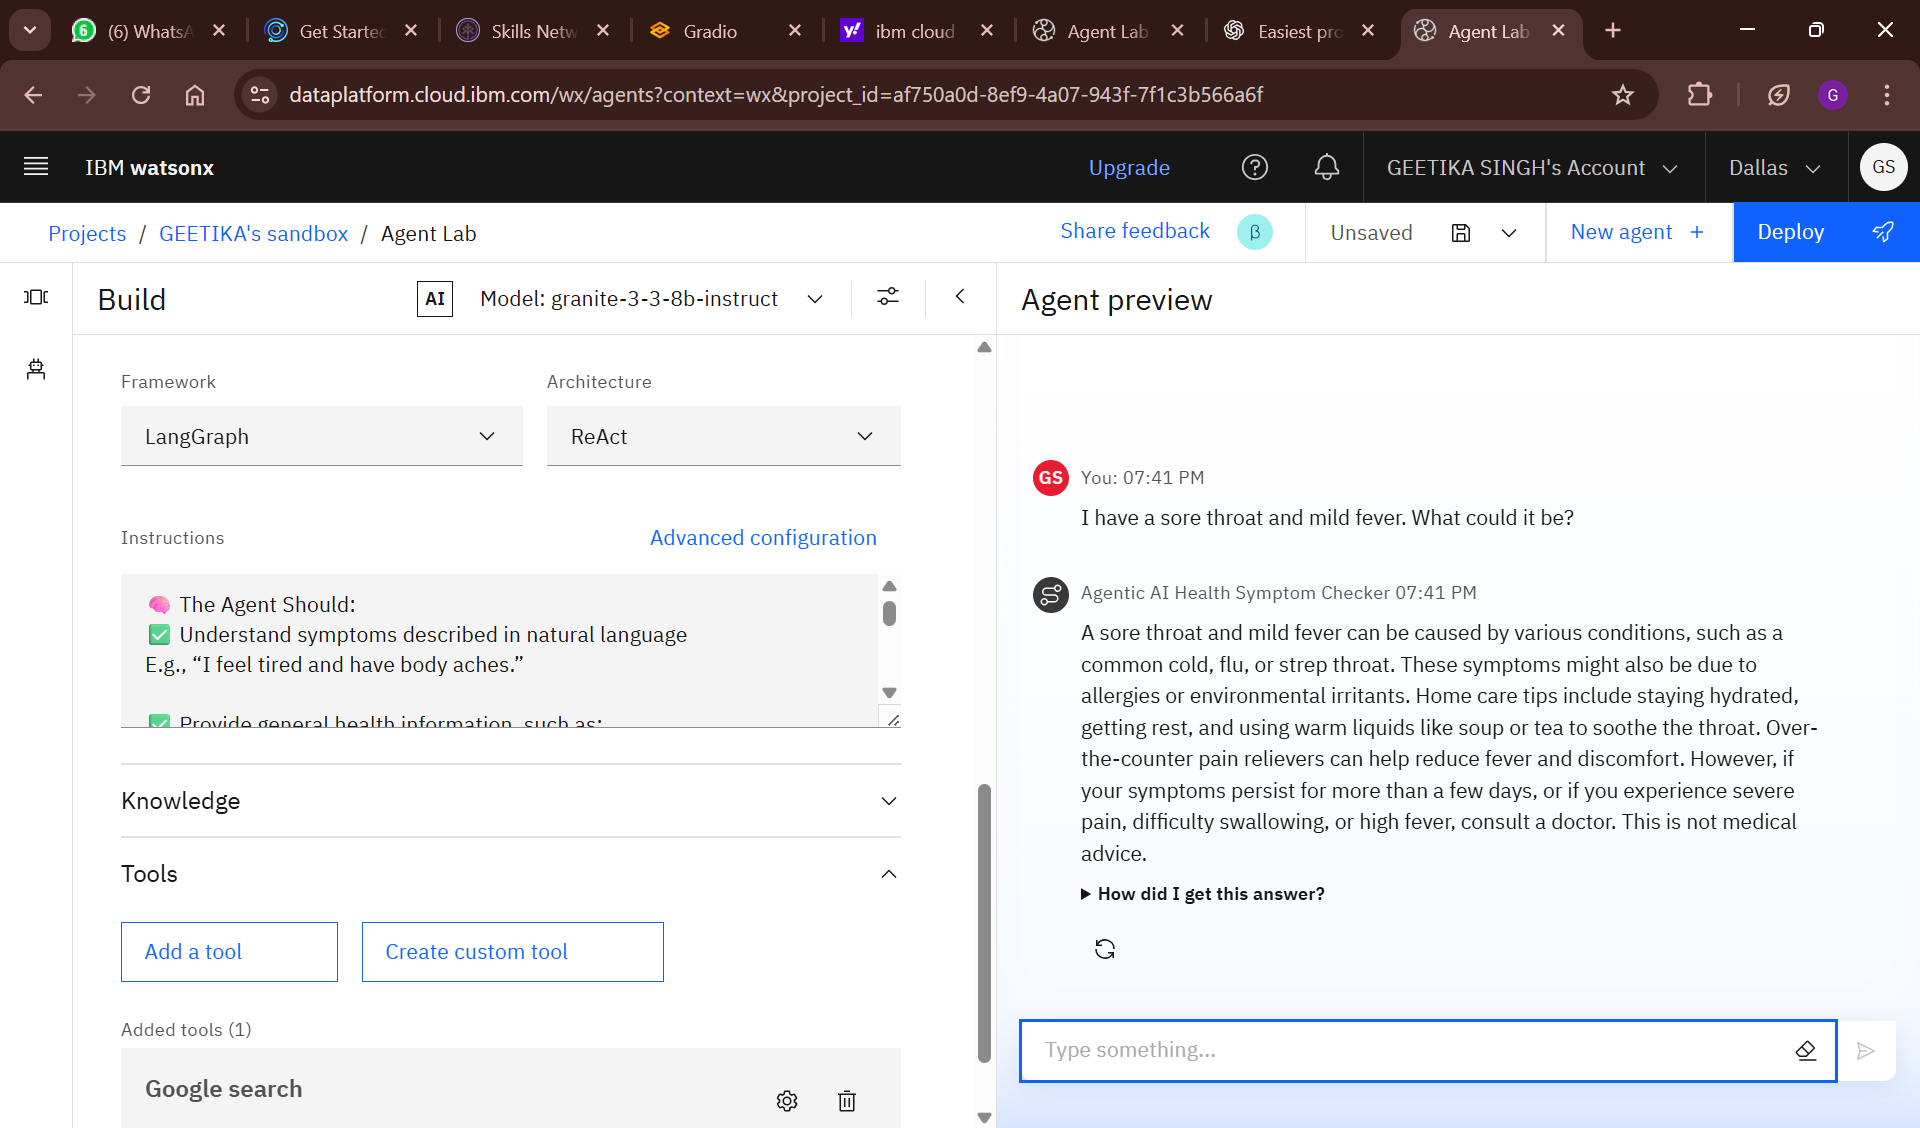 6
(6) WhatsA
Get Starte
Skills Netw
Gradio
y!
ibm cloud
Agent Lab
Easiest pro
Agent Lab
dataplatform.cloud.ibm.com/wx/agents?context=wx&project_id=af750a0d-8ef9-4a07-943f-7f1c3b566a6f
G
IBM watsonx
Upgrade
GEETIKA SINGH's Account
Dallas
GS
Projects / GEETIKA's sandbox / Agent Lab
Share feedback
β
Unsaved
New agent +
Deploy
Build
AI
Model: granite-3-3-8b-instruct
Framework
LangGraph
Architecture
ReAct
Instructions
Advanced configuration
🧠 The Agent Should:
✅ Understand symptoms described in natural language
E.g., “I feel tired and have body aches.”
✅ Provide general health information, such as:
Knowledge
Tools
Add a tool
Create custom tool
Added tools (1)
Google search
Agent preview
GS
You: 07:41 PM
I have a sore throat and mild fever. What could it be?
Agentic AI Health Symptom Checker 07:41 PM
A sore throat and mild fever can be caused by various conditions, such as a
common cold, flu, or strep throat. These symptoms might also be due to
allergies or environmental irritants. Home care tips include staying hydrated,
getting rest, and using warm liquids like soup or tea to soothe the throat. Over-
the-counter pain relievers can help reduce fever and discomfort. However, if
your symptoms persist for more than a few days, or if you experience severe
pain, difficulty swallowing, or high fever, consult a doctor. This is not medical
advice.
How did I get this answer?
Type something...